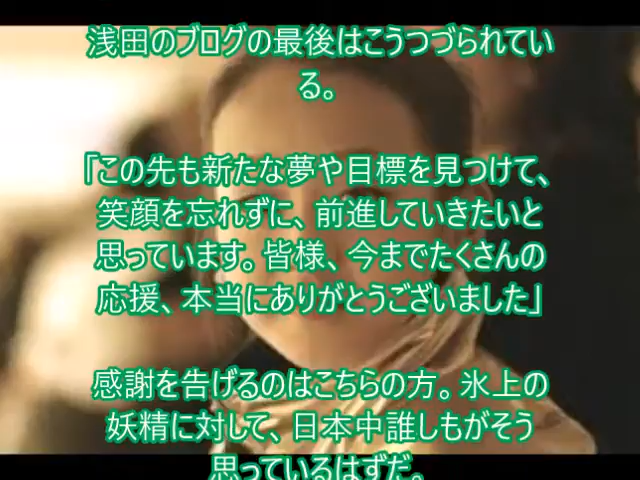 浅田のブログの最後はこうつづられてい
る。
「この先も新たな夢や目標を見つけて、
笑顔を忘れずに、前進していきたいと
思っています。皆様、今までたくさんの
応援、本当にありがとうございました」
感謝を告げるのはこちらの方。氷上の
妖精に対して、日本中誰しもがそう
思っているはずだ。